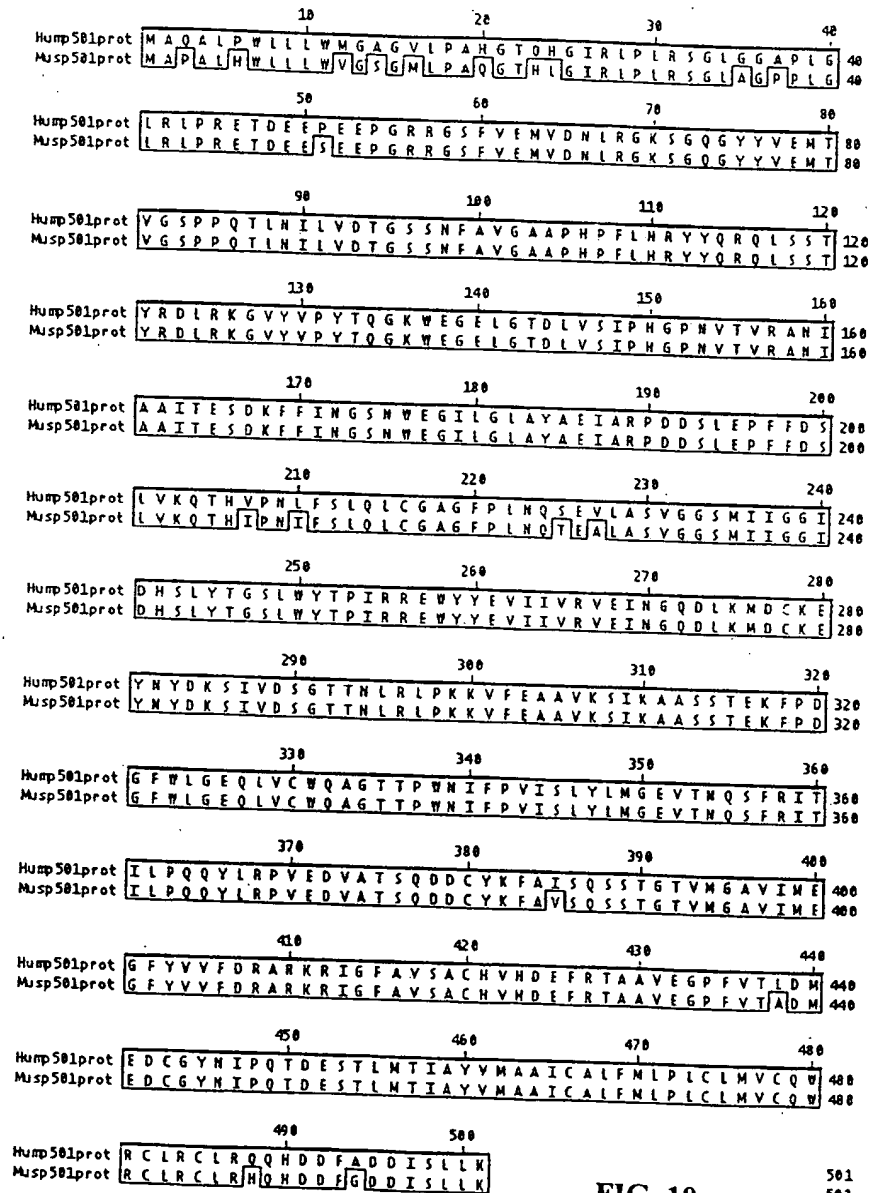 10 20 30 40
Hump501prot M A Q A L P W L L L W M G A G V L P A H G T Q H G I R L P L R S G L G G A P L G 40
Musp501prot M A P A L H W L L L W V G S G M L P A Q G T H L G I R L P L R S G L A G P P L G 40
50 60 70 80
Hump501prot L R L P R E T D E E P E E P G R R G S F V E M V D N L R G K S G Q G Y Y V E M T 80
Musp501prot L R L P R E T D E E S E E P G R R G S F V E M V D N L R G K S G Q G Y Y V E M T 80
90 100 110 120
Hump501prot V G S P P Q T L N I L V D T G S S N F A V G A A P H P F L H R Y Y Q R Q L S S T 120
Musp501prot V G S P P Q T L N I L V D T G S S N F A V G A A P H P F L H R Y Y Q R Q L S S T 120
130 140 150 160
Hump501prot Y R D L R K G V Y V P Y T Q G K W E G E L G T D L V S I P H G P N V T V R A N I 160
Musp501prot Y R D L R K G V Y V P Y T Q G K W E G E L G T D L V S I P H G P N V T V R A N I 160
170 180 190 200
Hump501prot A A I T E S D K F F I N G S N W E G I L G L A Y A E I A R P D D S L E P F F D S 200
Musp501prot A A I T E S D K F F I N G S N W E G I L G L A Y A E I A R P D D S L E P F F D S 200
210 220 230 240
Hump501prot L V K Q T H V P N L F S L Q L C G A G F P L N Q S E V L A S V G G S M I I G G I 240
Musp501prot L V K Q T H I P N I F S L Q L C G A G F P L N Q T E A L A S V G G S M I I G G I 240
250 260 270 280
Hump501prot D H S L Y T G S L W Y T P I R R E W Y Y E V I I V R V E I N G Q D L K M D C K E 280
Musp501prot D H S L Y T G S L W Y T P I R R E W Y Y E V I I V R V E I N G Q D L K M D C K E 280
290 300 310 320
Hump501prot Y N Y D K S I V D S G T T N L R L P K K V F E A A V K S I K A A S S T E K F P D 320
Musp501prot Y N Y D K S I V D S G T T N L R L P K K V F E A A V K S I K A A S S T E K F P D 320
330 340 350 360
Hump501prot G F W L G E Q L V C W Q A G T T P W N I F P V I S L Y L M G E V T N Q S F R I T 360
Musp501prot G F W L G E Q L V C W Q A G T T P W N I F P V I S L Y L M G E V T N Q S F R I T 360
370 380 390 400
Hump501prot I L P Q Q Y L R P V E D V A T S Q D D C Y K F A I S Q S S T G T V M G A V I M E 400
Musp501prot I L P Q Q Y L R P V E D V A T S Q D D C Y K F A V S Q S S T G T V M G A V I M E 400
410 420 430 440
Hump501prot G F Y V V F D R A R K R I G F A V S A C H V H D E F R T A A V E G P F V T L D M 440
Musp501prot G F Y V V F D R A R K R I G F A V S A C H V H D E F R T A A V E G P F V T A D M 440
450 460 470 480
Hump501prot E D C G Y N I P Q T D E S T L M T I A Y V M A A I C A L F M L P L C L M V C Q W 480
Musp501prot E D C G Y N I P Q T D E S T L M T I A Y V M A A I C A L F M L P L C L M V C Q W 480
490 500
Hump501prot R C L R C L R Q Q H D D F A D D I S L L K 501
Musp501prot R C L R C L R H Q H D D F G D D I S L L K 501